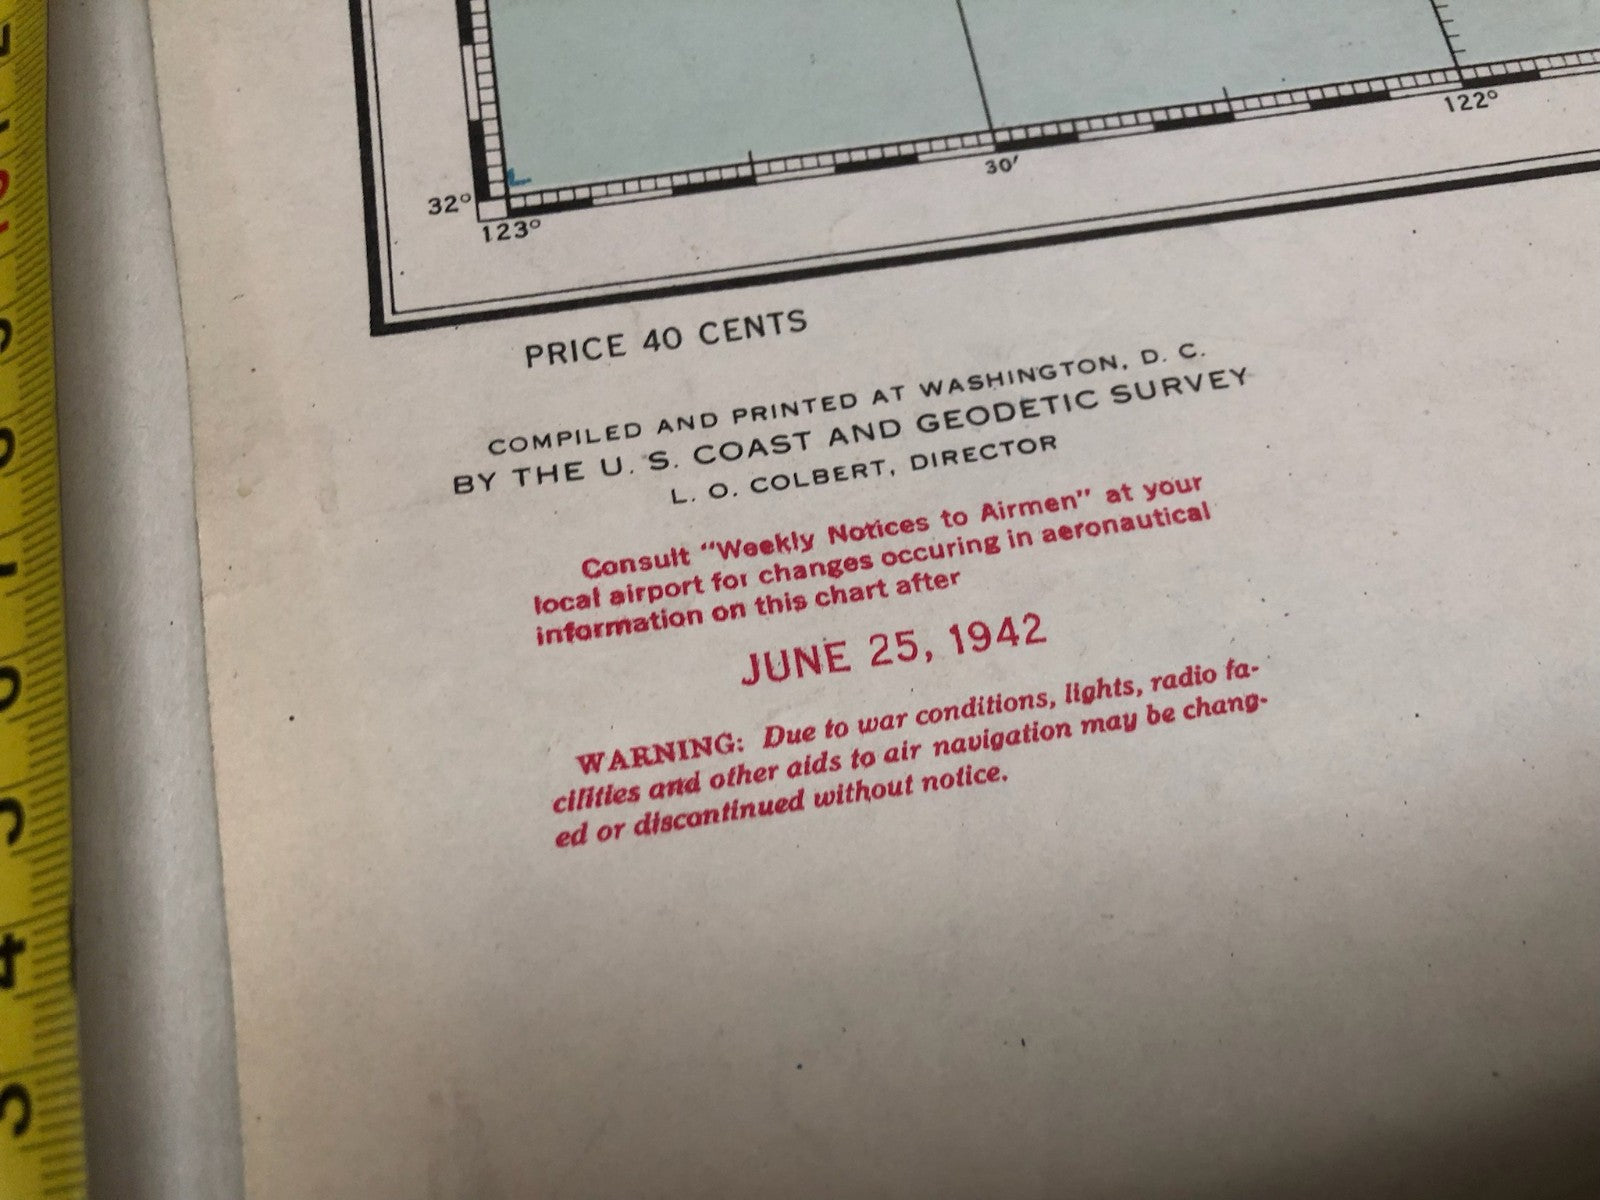 32°
123°
30′
122°
PRICE 40 CENTS
COMPILED AND PRINTED AT WASHINGTON, D. C.
BY THE U. S. COAST AND GEODETIC SURVEY
L. O. COLBERT, DIRECTOR
Consult "Weekly Notices to Airmen" at your
local airport for changes occuring in aeronautical
information on this chart after
JUNE 25, 1942
WARNING: Due to war conditions, lights, radio fa-
cilities and other aids to air navigation may be chang-
ed or discontinued without notice.
4
3